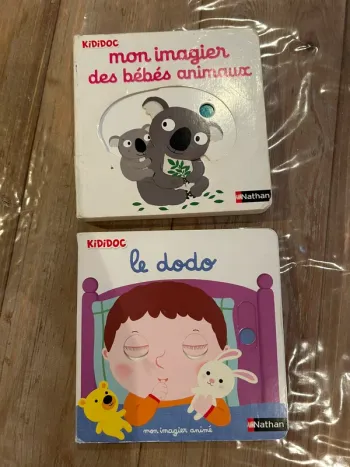 KiDiDOC
mon imagier
des bébés animaux
Nathan
KiDiDOC
le dodo
mon imagier animé
Nathan